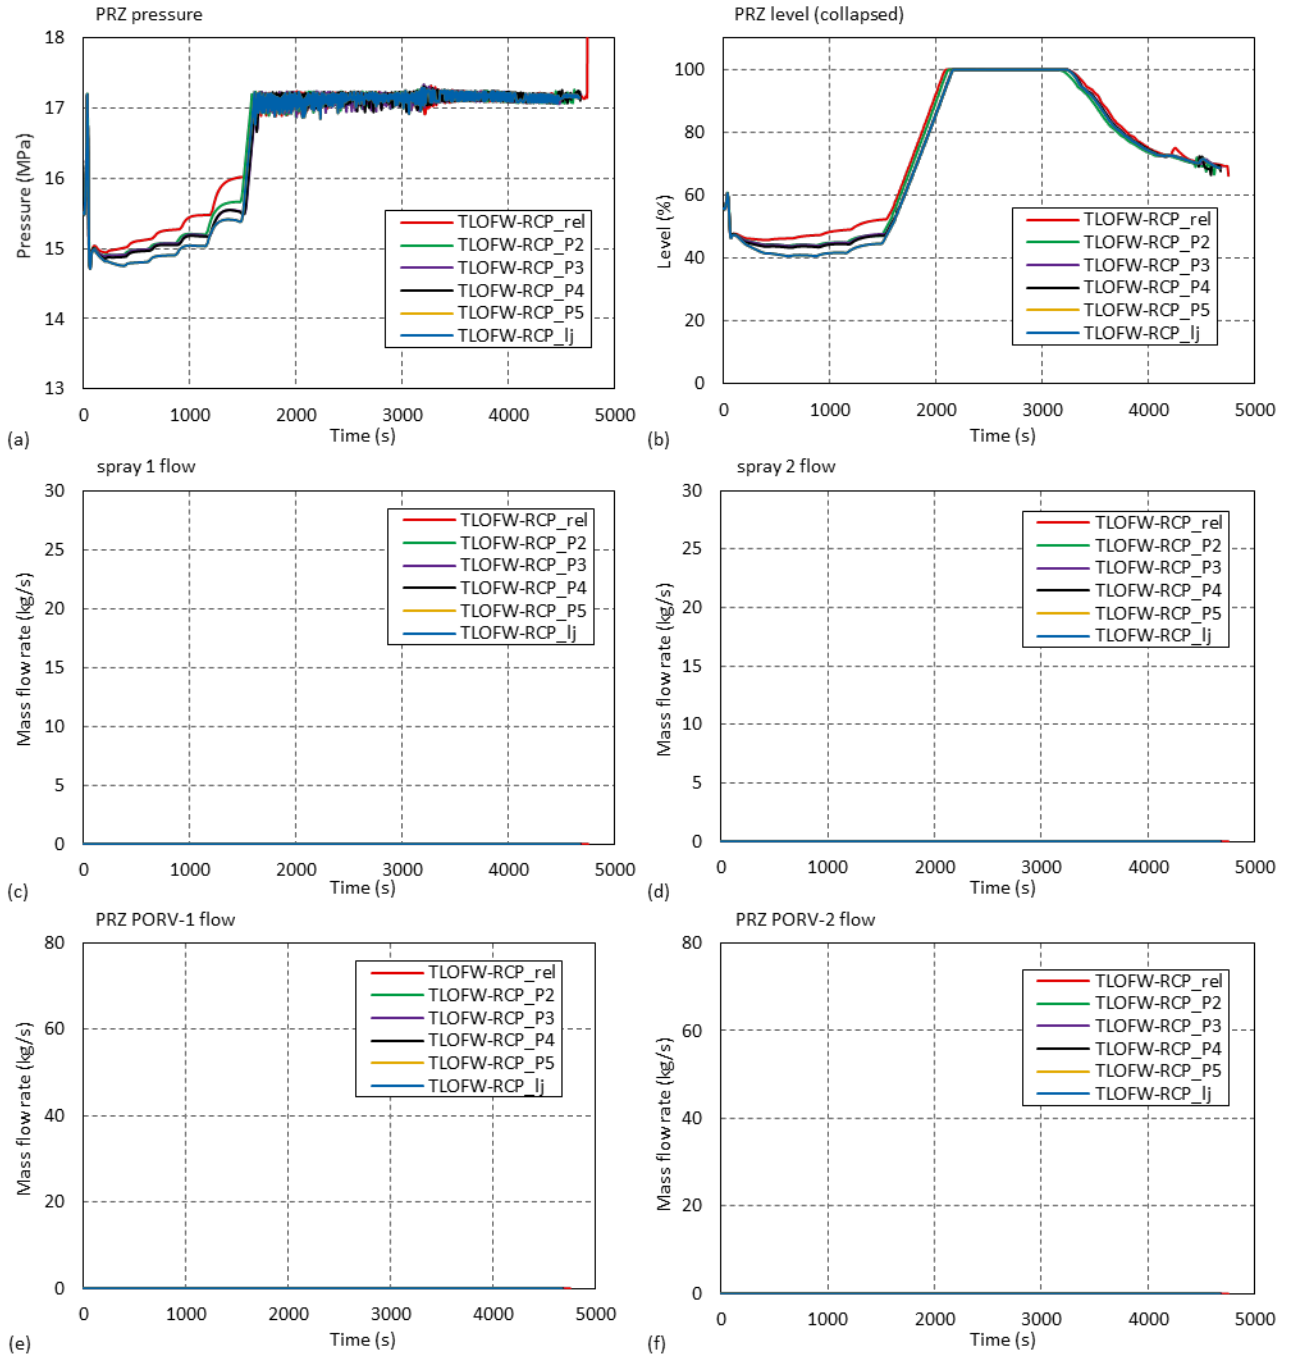 PRZ pressure
18
17
16
15
14
13
Pressure (MPa)
TLOFW-RCP_rel
TLOFW-RCP_P2
TLOFW-RCP_P3
TLOFW-RCP_P4
TLOFW-RCP_P5
TLOFW-RCP_lj
0 1000 2000 3000 4000 5000
Time (s)
(a)
PRZ level (collapsed)
100
80
60
40
20
0
Level (%)
TLOFW-RCP_rel
TLOFW-RCP_P2
TLOFW-RCP_P3
TLOFW-RCP_P4
TLOFW-RCP_P5
TLOFW-RCP_lj
0 1000 2000 3000 4000 5000
Time (s)
(b)
spray 1 flow
30
25
20
15
10
5
0
Mass flow rate (kg/s)
TLOFW-RCP_rel
TLOFW-RCP_P2
TLOFW-RCP_P3
TLOFW-RCP_P4
TLOFW-RCP_P5
TLOFW-RCP_lj
0 1000 2000 3000 4000 5000
Time (s)
(c)
spray 2 flow
30
25
20
15
10
5
0
Mass flow rate (kg/s)
TLOFW-RCP_rel
TLOFW-RCP_P2
TLOFW-RCP_P3
TLOFW-RCP_P4
TLOFW-RCP_P5
TLOFW-RCP_lj
0 1000 2000 3000 4000 5000
Time (s)
(d)
PRZ PORV-1 flow
80
60
40
20
0
Mass flow rate (kg/s)
TLOFW-RCP_rel
TLOFW-RCP_P2
TLOFW-RCP_P3
TLOFW-RCP_P4
TLOFW-RCP_P5
TLOFW-RCP_lj
0 1000 2000 3000 4000 5000
Time (s)
(e)
PRZ PORV-2 flow
80
60
40
20
0
Mass flow rate (kg/s)
TLOFW-RCP_rel
TLOFW-RCP_P2
TLOFW-RCP_P3
TLOFW-RCP_P4
TLOFW-RCP_P5
TLOFW-RCP_lj
0 1000 2000 3000 4000 5000
Time (s)
(f)